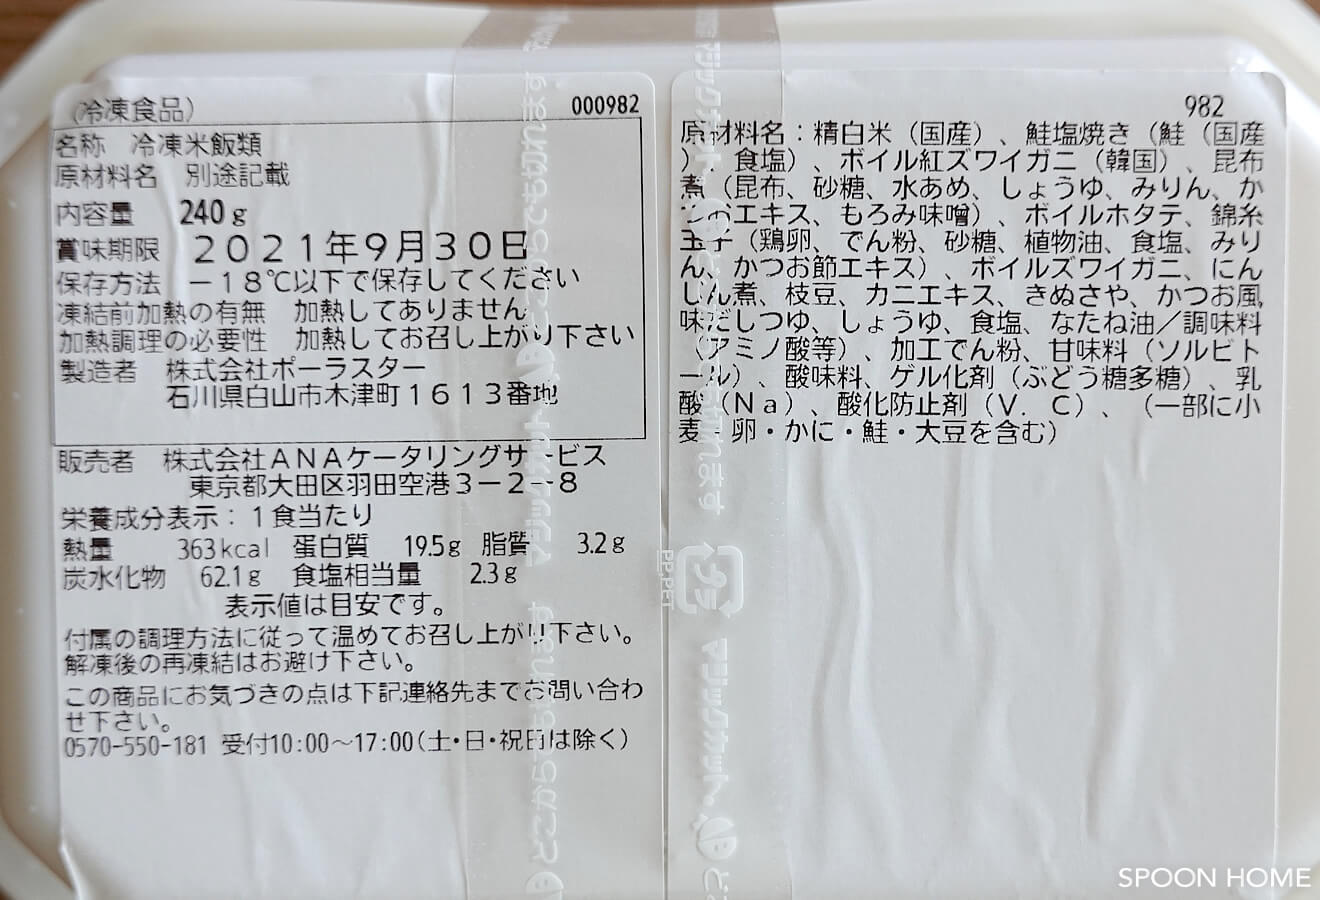 (冷凍食品)
000982
名称 冷凍米飯類
原材料名 別途記載
内容量 240g
賞味期限 2021年9月30日
保存方法 -18℃以下で保存してください
凍結前加熱の有無 加熱してありません
加熱調理の必要性 加熱してお召し上がり下さい
製造者 株式会社ポーラスター
石川県白山市木津町1613番地
販売者 株式会社ANAケータリングサービス
東京都大田区羽田空港3-2-8
栄養成分表示:1食当たり
熱量 363kcal 蛋白質 19.5g 脂質 3.2g
炭水化物 62.1g 食塩相当量 2.3g
表示値は目安です。
付属の調理方法に従って温めてお召し上がり下さい。
解凍後の再凍結はお避け下さい。
この商品にお気づきの点は下記連絡先までお問い合わ
せ下さい。
0570-550-181 受付10:00〜17:00(土・日・祝日は除く)
982
原材料名:精白米(国産)、鮭塩焼き(鮭(国産
)、食塩)、ボイル紅ズワイガニ(韓国)、昆布
煮(昆布、砂糖、水あめ、しょうゆ、みりん、か
つおエキス、もろみ味噌)、ボイルホタテ、錦糸
玉子(鶏卵、でん粉、砂糖、植物油、食塩、みり
ん、かつお節エキス)、ボイルズワイガニ、にん
じん煮、枝豆、カニエキス、きぬさや、かつお風
味だしつゆ、しょうゆ、食塩、なたね油/調味料
(アミノ酸等)、加工でん粉、甘味料(ソルビト
ール)、酸味料、ゲル化剤(ぶどう糖多糖)、乳
酸(Na)、酸化防止剤(V.C)、(一部に小
麦・卵・かに・鮭・大豆を含む)
プラ
PP,PET
マジックカット
どこからでも切れます
SPOON HOME